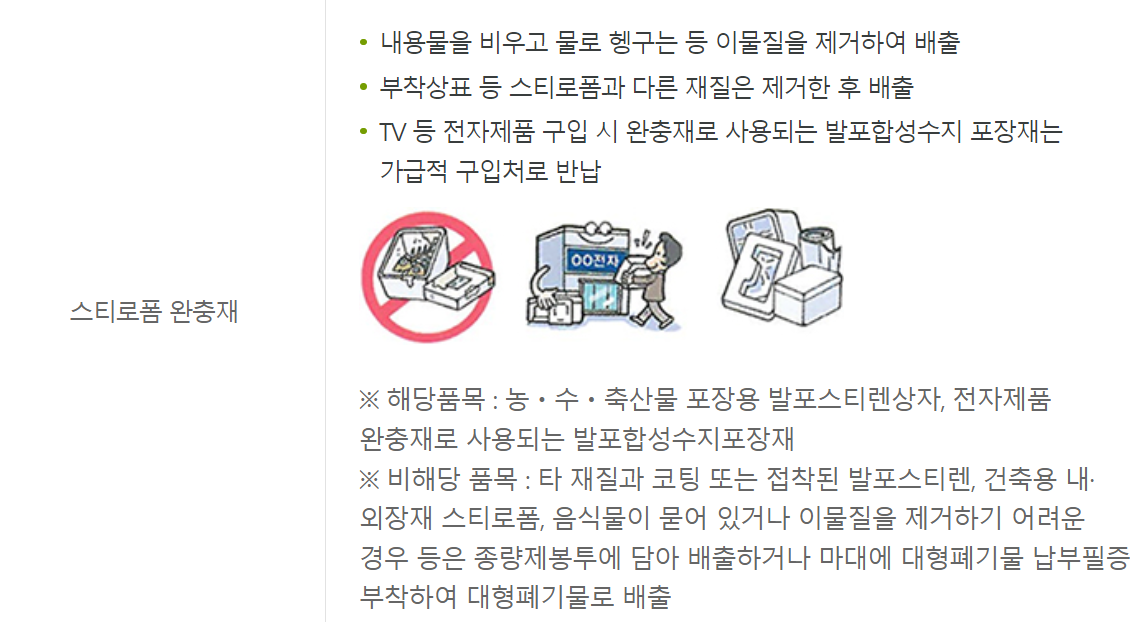 • 내용물을 비우고 물로 헹구는 등 이물질을 제거하여 배출
• 부착상표 등 스티로폼과 다른 재질은 제거한 후 배출
• TV 등 전자제품 구입 시 완충재로 사용되는 발포합성수지 포장재는
가급적 구입처로 반납
OO전자
스티로폼 완충재
※ 해당품목 : 농・수・축산물 포장용 발포스티렌상자, 전자제품
완충재로 사용되는 발포합성수지포장재
※ 비해당 품목 : 타 재질과 코팅 또는 접착된 발포스티렌, 건축용 내·
외장재 스티로폼, 음식물이 묻어 있거나 이물질을 제거하기 어려운
경우 등은 종량제봉투에 담아 배출하거나 마대에 대형폐기물 납부필증
부착하여 대형폐기물로 배출